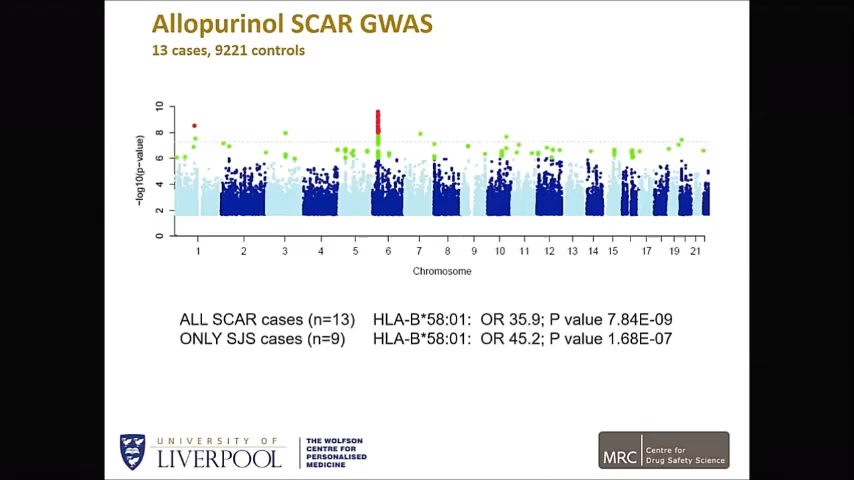 Allopurinol SCAR GWAS
13 cases, 9221 controls
10
8
6
4
2
0
-log10(p-value)
1 2 3 4 5 6 7 8 9 10 11 12 13 14 15 16 17 19 21
Chromosome
ALL SCAR cases (n=13) HLA-B*58:01: OR 35.9; P value 7.84E-09
ONLY SJS cases (n=9) HLA-B*58:01: OR 45.2; P value 1.68E-07
UNIVERSITY OF
LIVERPOOL
THE WOLFSON
CENTRE FOR
PERSONALISED
MEDICINE
MRC
Centre for
Drug Safety Science